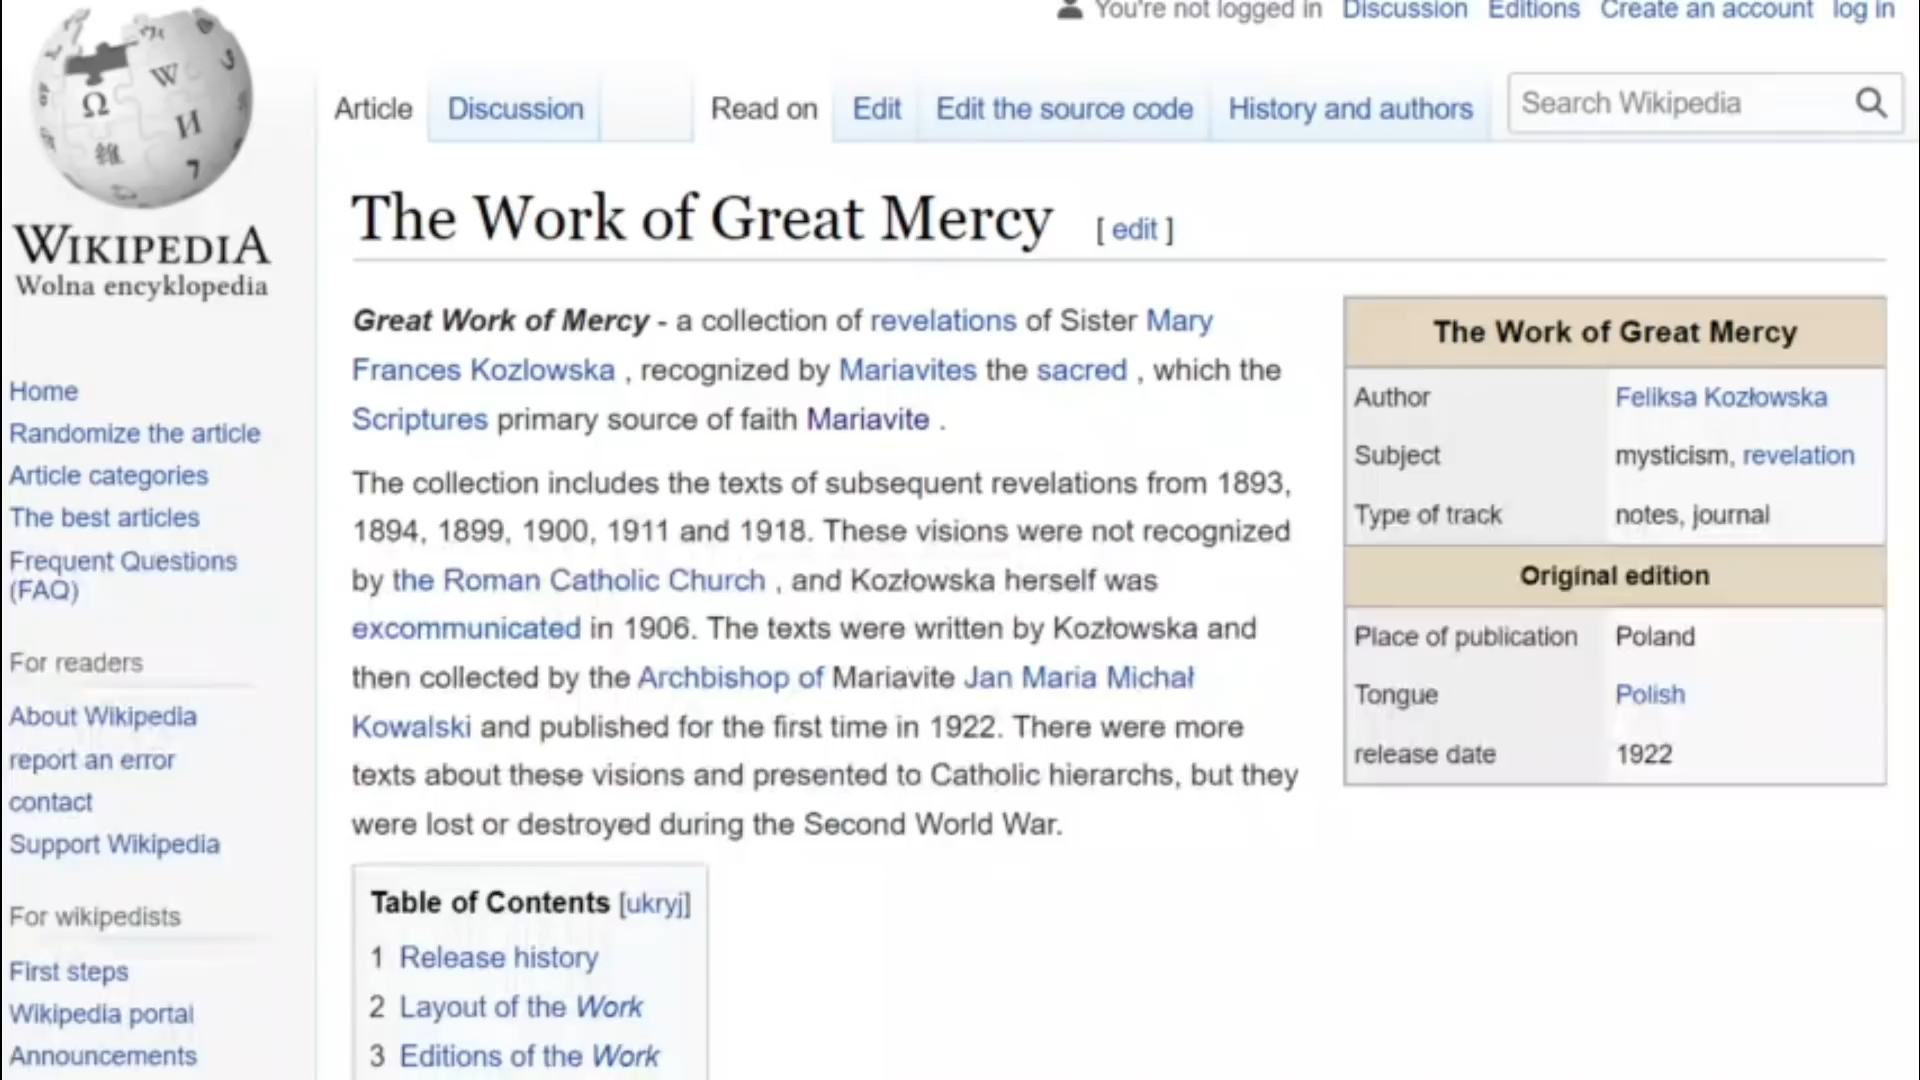 You're not logged in Discussion Editions Create an account log in
Article Discussion Read on Edit Edit the source code History and authors Search Wikipedia
WIKIPEDIA
Wolna encyklopedia
Home
Randomize the article
Article categories
The best articles
Frequent Questions
(FAQ)
For readers
About Wikipedia
report an error
contact
Support Wikipedia
For wikipedists
First steps
Wikipedia portal
Announcements
The Work of Great Mercy [ edit ]
Great Work of Mercy - a collection of revelations of Sister Mary
Frances Kozlowska , recognized by Mariavites the sacred , which the
Scriptures primary source of faith Mariavite .
The collection includes the texts of subsequent revelations from 1893,
1894, 1899, 1900, 1911 and 1918. These visions were not recognized
by the Roman Catholic Church , and Kozłowska herself was
excommunicated in 1906. The texts were written by Kozłowska and
then collected by the Archbishop of Mariavite Jan Maria Michał
Kowalski and published for the first time in 1922. There were more
texts about these visions and presented to Catholic hierarchs, but they
were lost or destroyed during the Second World War.
Table of Contents [ukryj]
1 Release history
2 Layout of the Work
3 Editions of the Work
The Work of Great Mercy
Author Feliksa Kozłowska
Subject mysticism, revelation
Type of track notes, journal
Original edition
Place of publication Poland
Tongue Polish
release date 1922